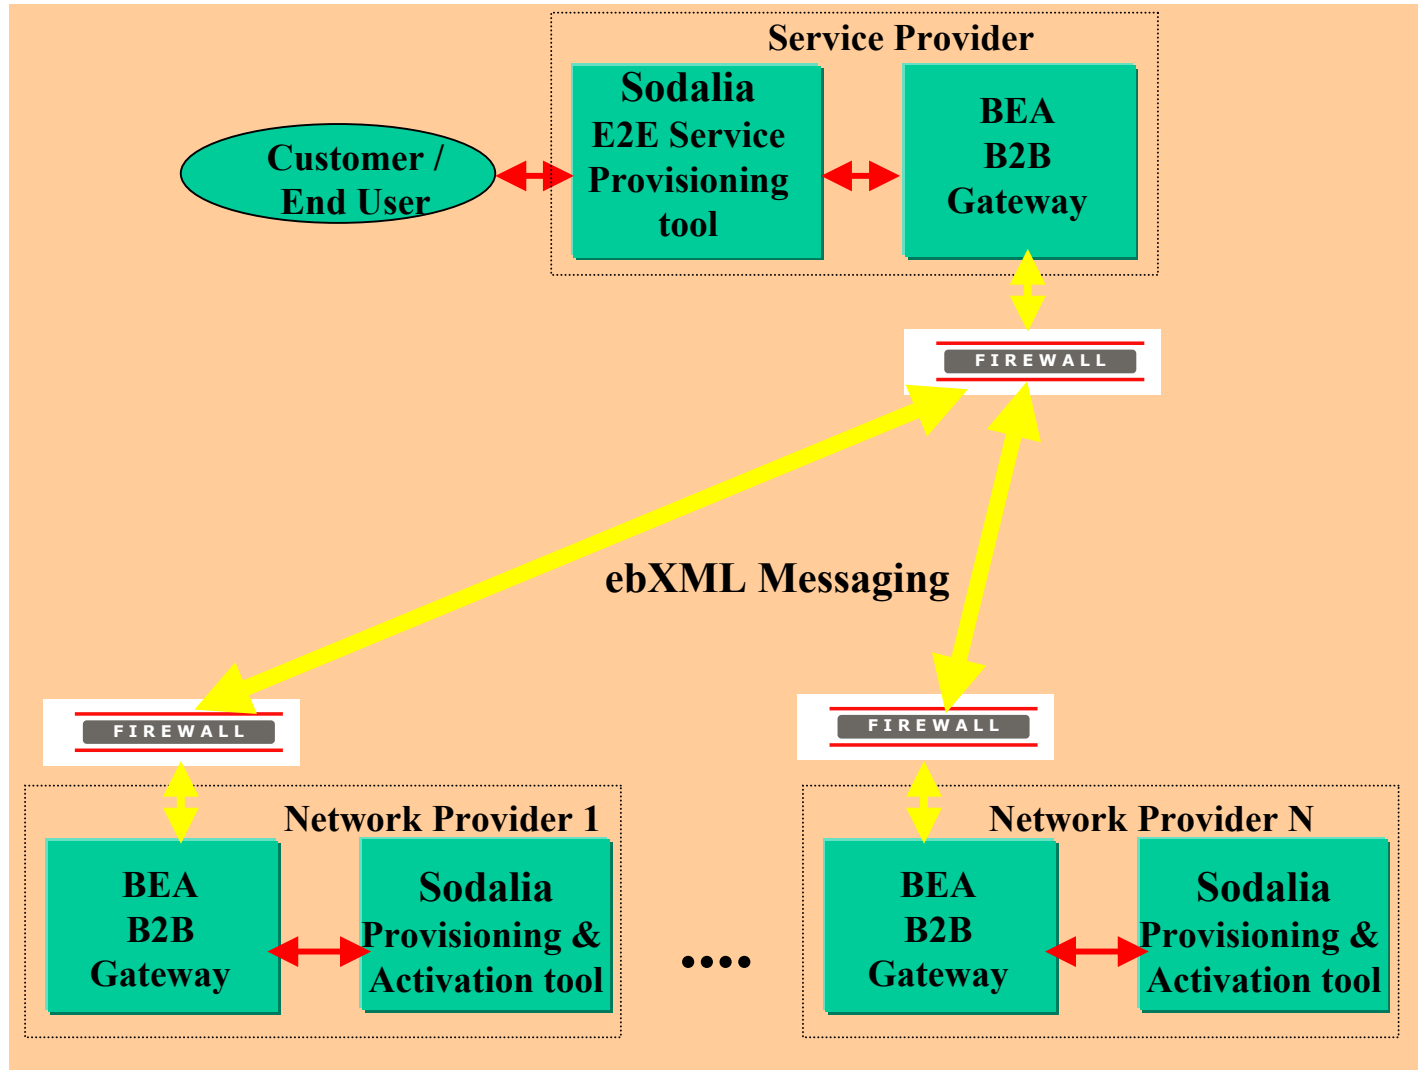 Service Provider
Sodalia
E2E Service
Provisioning
tool
BEA
B2B
Gateway
Customer /
End User
FIREWALL
ebXML Messaging
FIREWALL
FIREWALL
Network Provider 1
BEA
B2B
Gateway
Sodalia
Provisioning &
Activation tool
....
Network Provider N
BEA
B2B
Gateway
Sodalia
Provisioning &
Activation tool